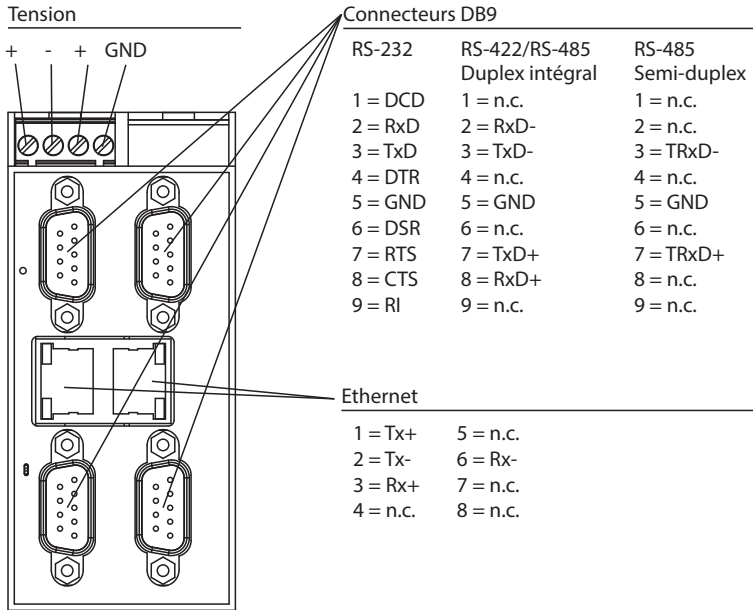 Tension
+ - + GND
Connecteurs DB9
RS-232 RS-422/RS-485 RS-485
Duplex intégral Semi-duplex
1 = DCD 1 = n.c. 1 = n.c.
2 = RxD 2 = RxD- 2 = n.c.
3 = TxD 3 = TxD- 3 = TRxD-
4 = DTR 4 = n.c. 4 = n.c.
5 = GND 5 = GND 5 = GND
6 = DSR 6 = n.c. 6 = n.c.
7 = RTS 7 = TxD+ 7 = TRxD+
8 = CTS 8 = RxD+ 8 = n.c.
9 = RI 9 = n.c. 9 = n.c.
Ethernet
1 = Tx+ 5 = n.c.
2 = Tx- 6 = Rx-
3 = Rx+ 7 = n.c.
4 = n.c. 8 = n.c.